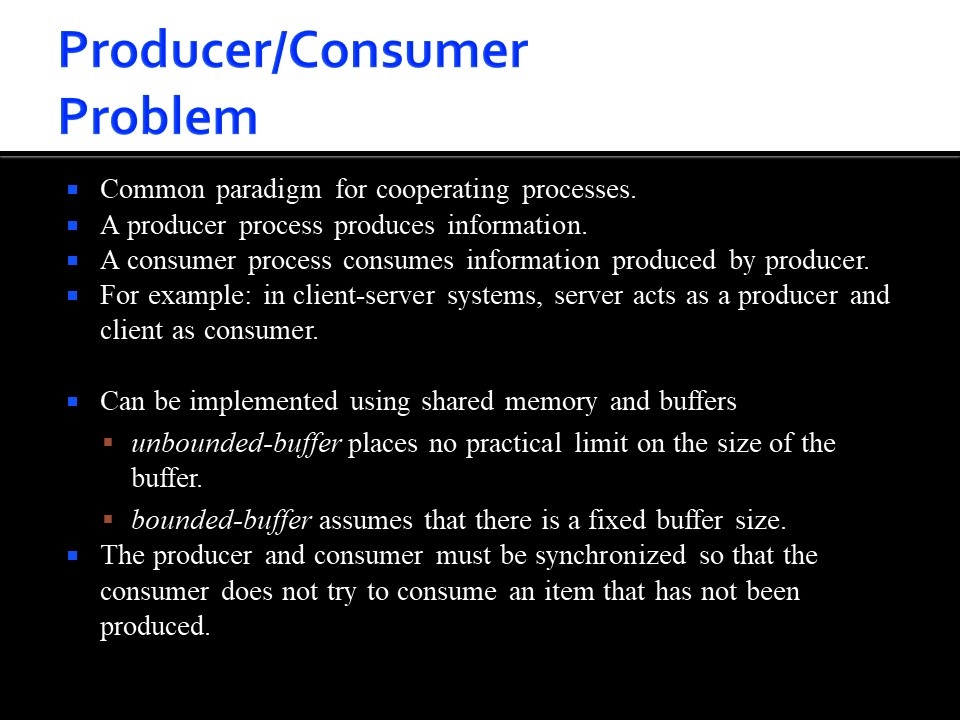 Producer/Consumer
Problem
Common paradigm for cooperating processes.
A producer process produces information.
A consumer process consumes information produced by producer.
For example: in client-server systems, server acts as a producer and
client as consumer.
Can be implemented using shared memory and buffers
unbounded-buffer places no practical limit on the size of the
buffer.
bounded-buffer assumes that there is a fixed buffer size.
The producer and consumer must be synchronized so that the
consumer does not try to consume an item that has not been
produced.